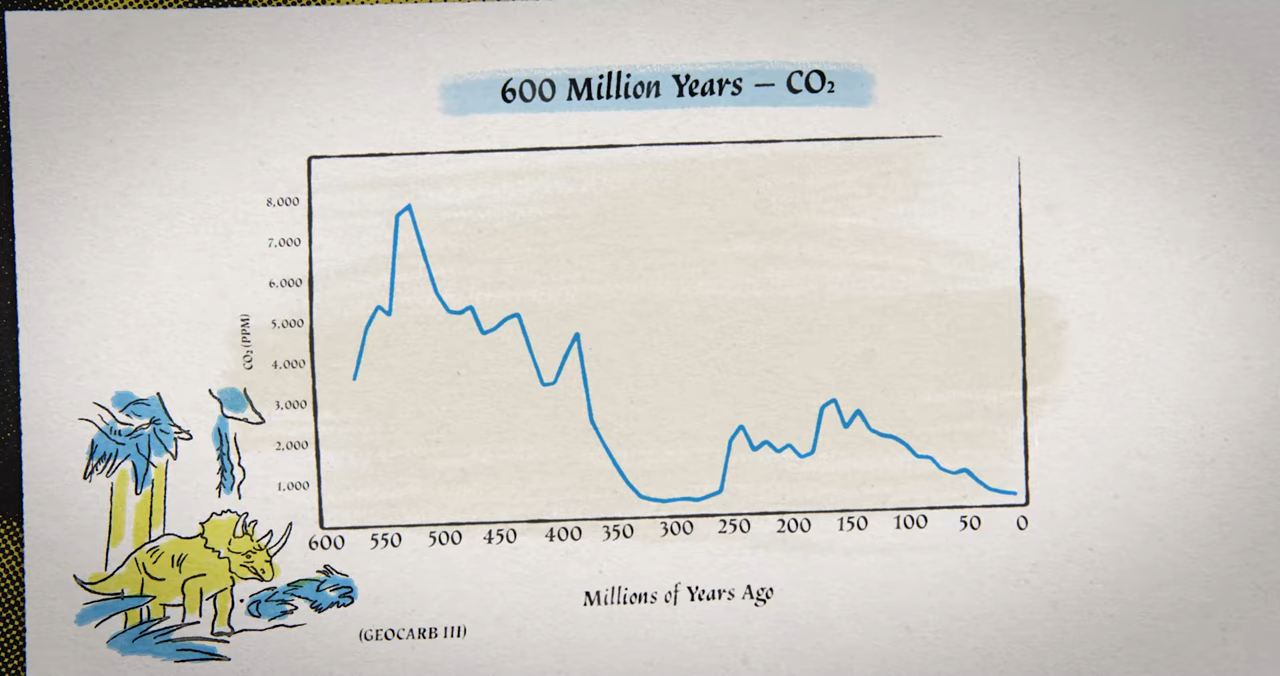 600 Million Years – CO₂
8,000
7,000
6,000
5,000
4,000
3,000
2,000
1,000
CO₂ (PPM)
600 550 500 450 400 350 300 250 200 150 100 50 0
Millions of Years Ago
(GEOCARB III)